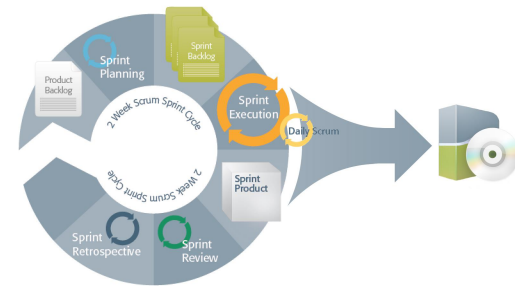 Product
Backlog
Sprint
Planning
Sprint
Backlog
Sprint
Execution
Daily Scrum
Sprint
Product
Sprint
Review
Sprint
Retrospective
2 Week Scrum Sprint Cycle
2 Week Scrum Sprint Cycle